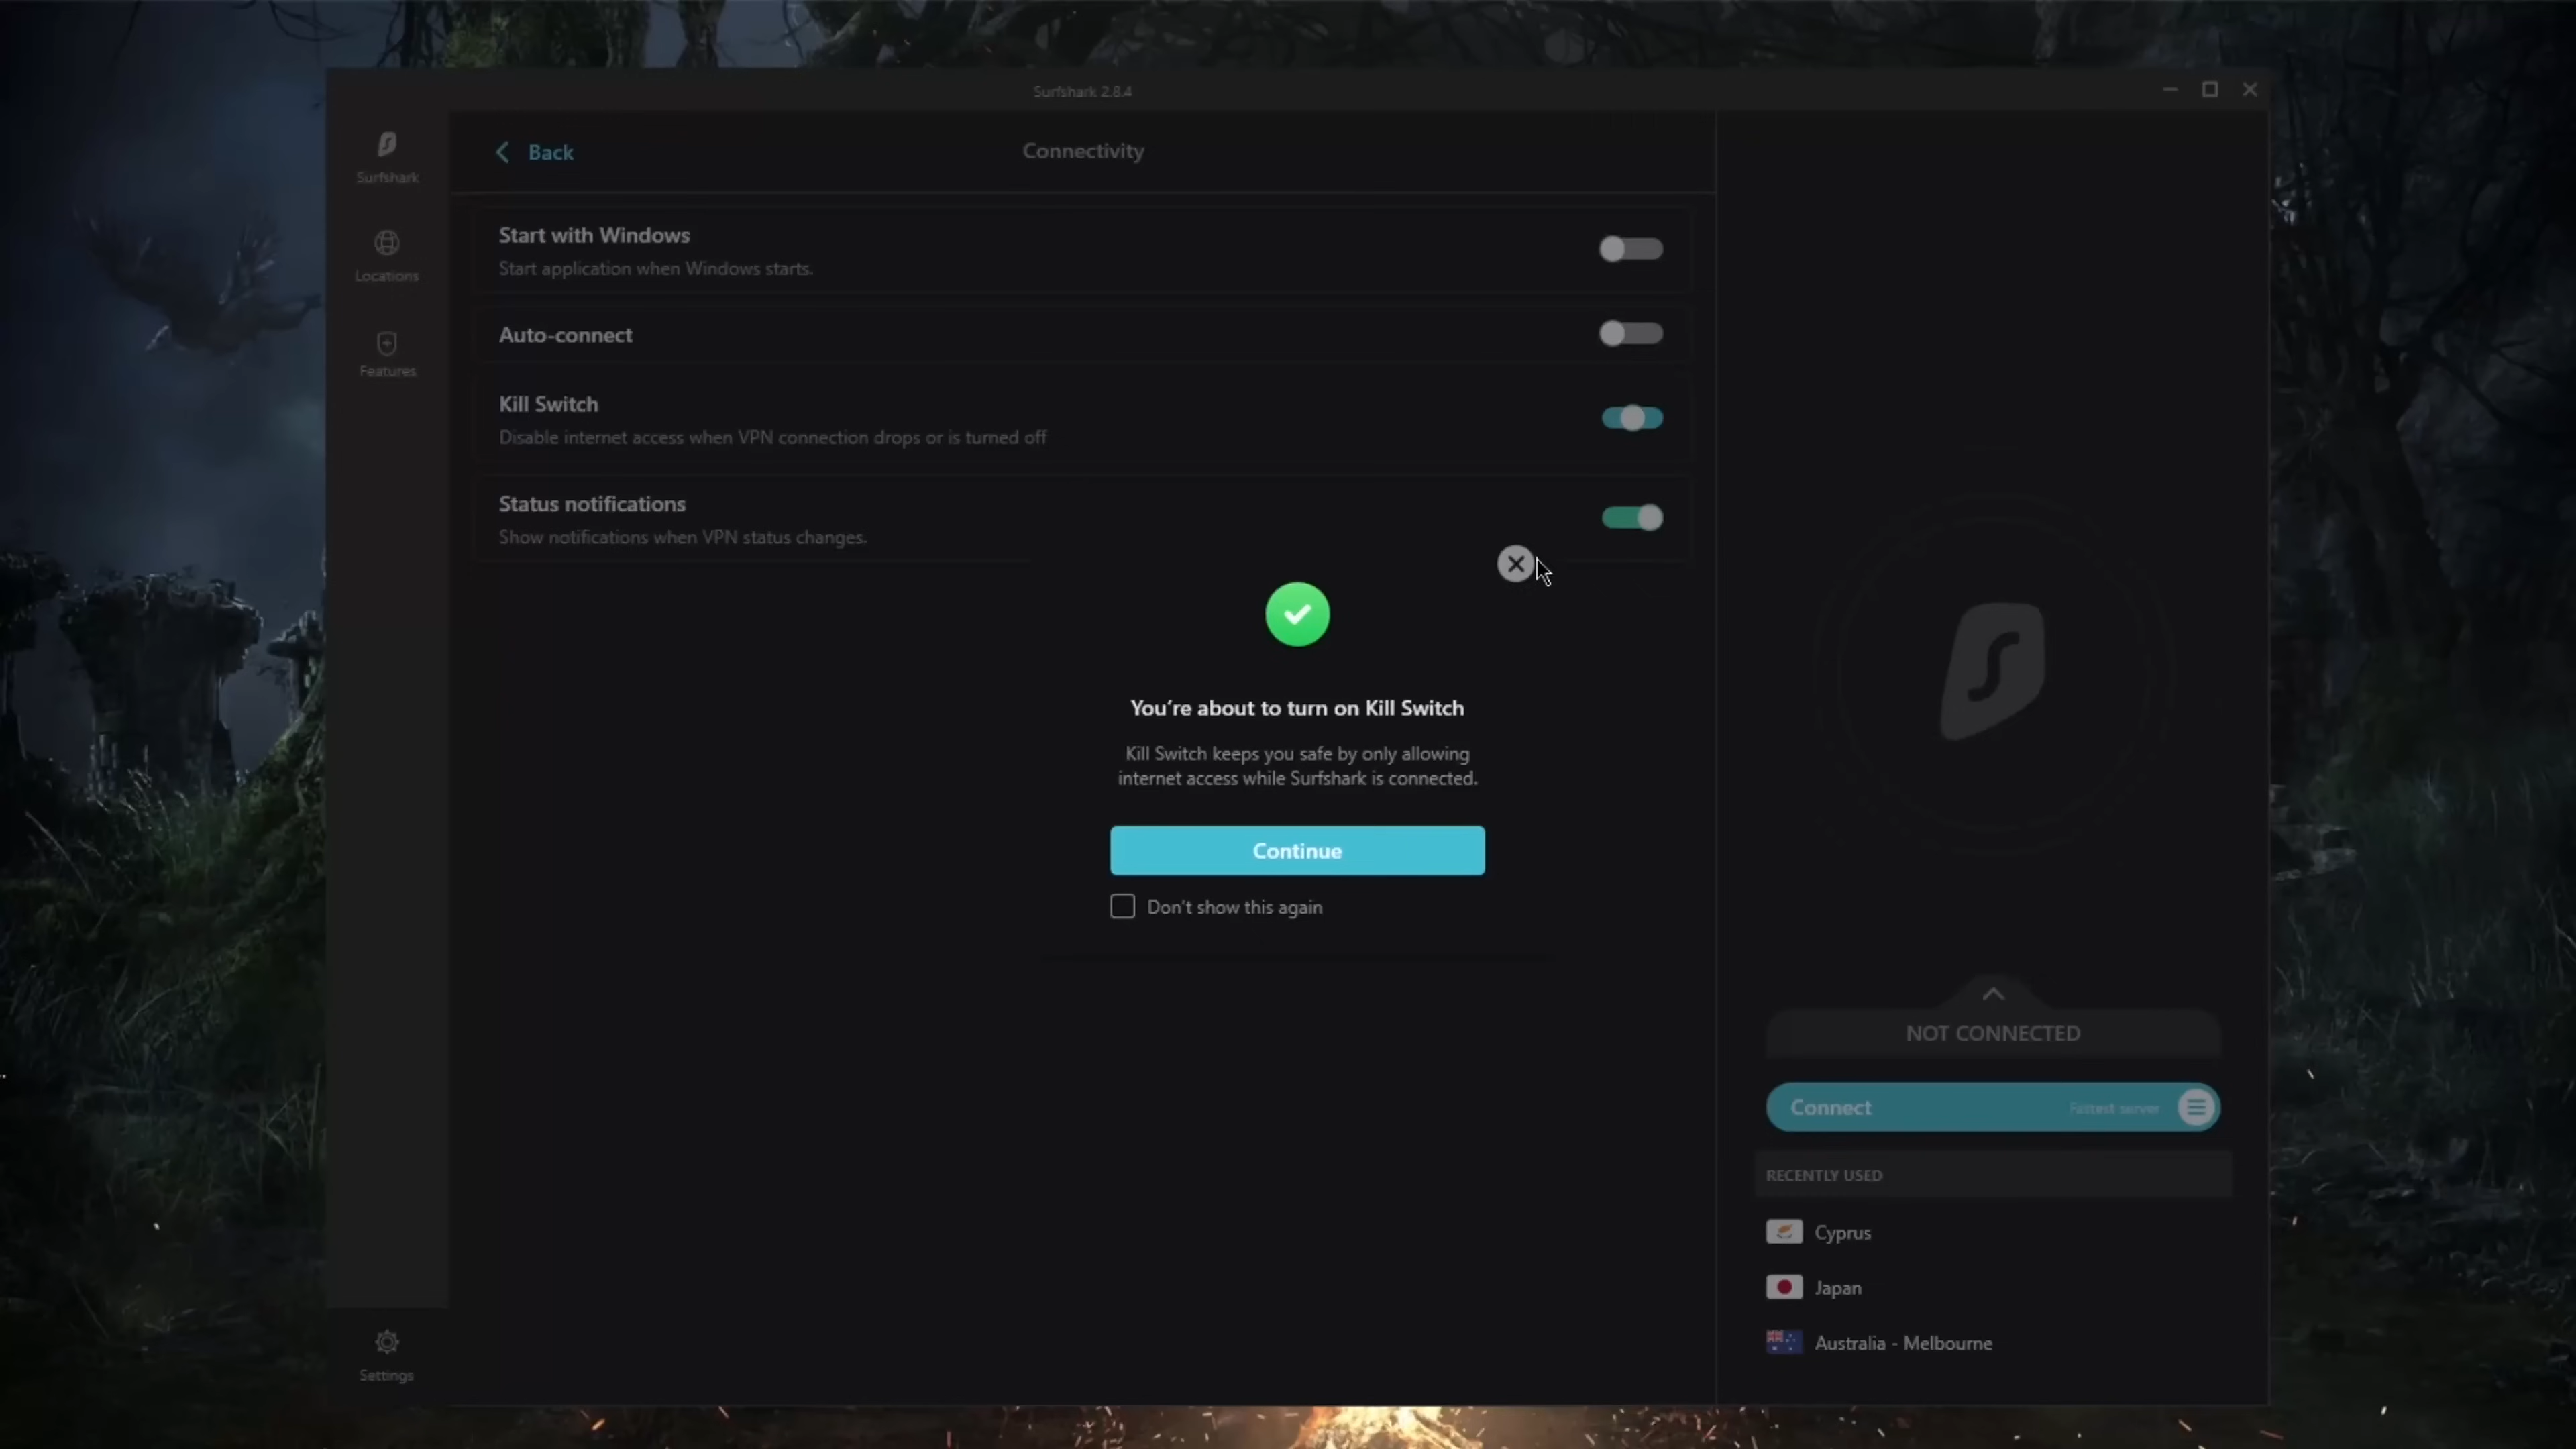 Surfshark 2.8.4
Surfshark
Locations
Features
Settings
Back
Connectivity
Start with Windows
Start application when Windows starts.
Auto-connect
Kill Switch
Disable internet access when VPN connection drops or is turned off
Status notifications
Show notifications when VPN status changes.
You're about to turn on Kill Switch
Kill Switch keeps you safe by only allowing
internet access while Surfshark is connected.
Continue
Don't show this again
NOT CONNECTED
Connect
Fastest server
RECENTLY USED
Cyprus
Japan
Australia - Melbourne